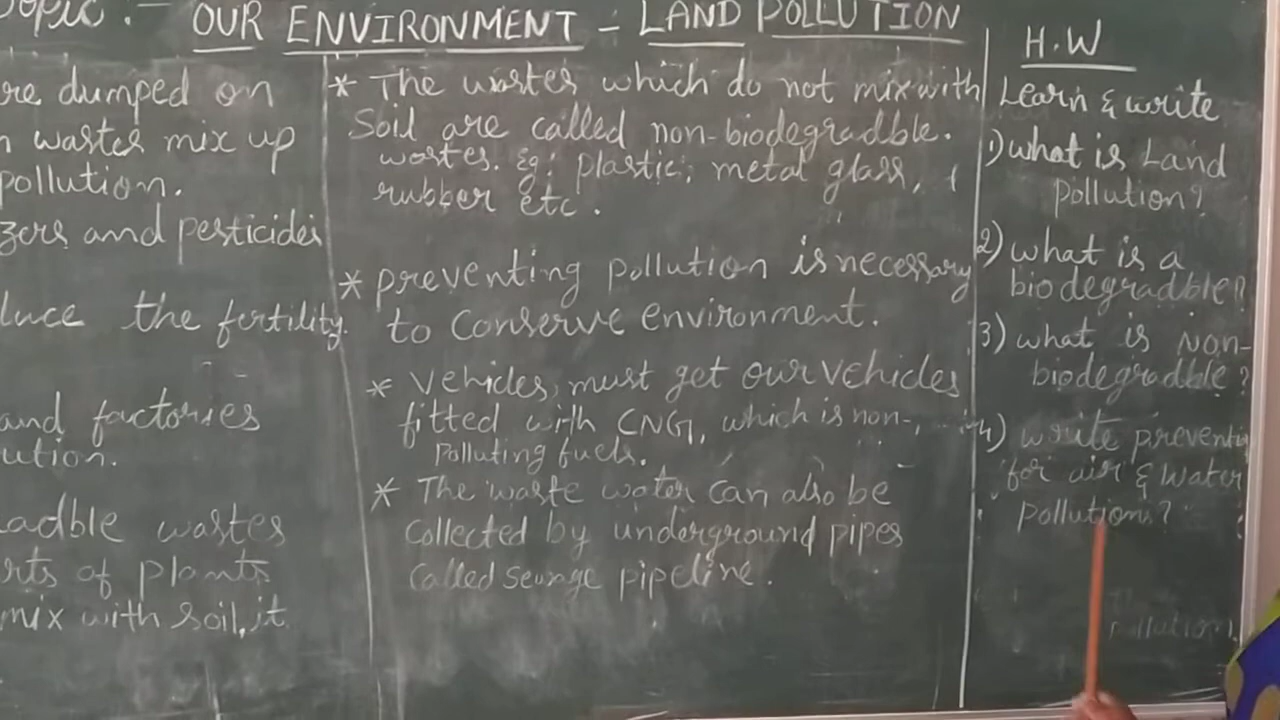 Topic :- OUR ENVIRONMENT - LAND POLLUTION
re dumped on
n wastes mix up
pollution.
zers and pesticides
luce the fertility.
and factories
ution.
adble wastes
rts of plants
mix with soil, it
* The wastes which do not mix with
Soil are called non-biodegradble.
wastes. Eg: plastic, metal glass,
rubber etc.
* preventing pollution is necessary
to conserve environment.
* Vehicles, must get our vehicles
fitted with CNG, which is non-
Polluting fuels.
* The waste water can also be
collected by underground pipes
called sewage pipeline.
H.W
Learn & write
1) what is Land
pollution?
2) what is a
biodegradble?
3) what is Non-
biodegradble?
4) write preventi
for air & water
pollutions?
pollution